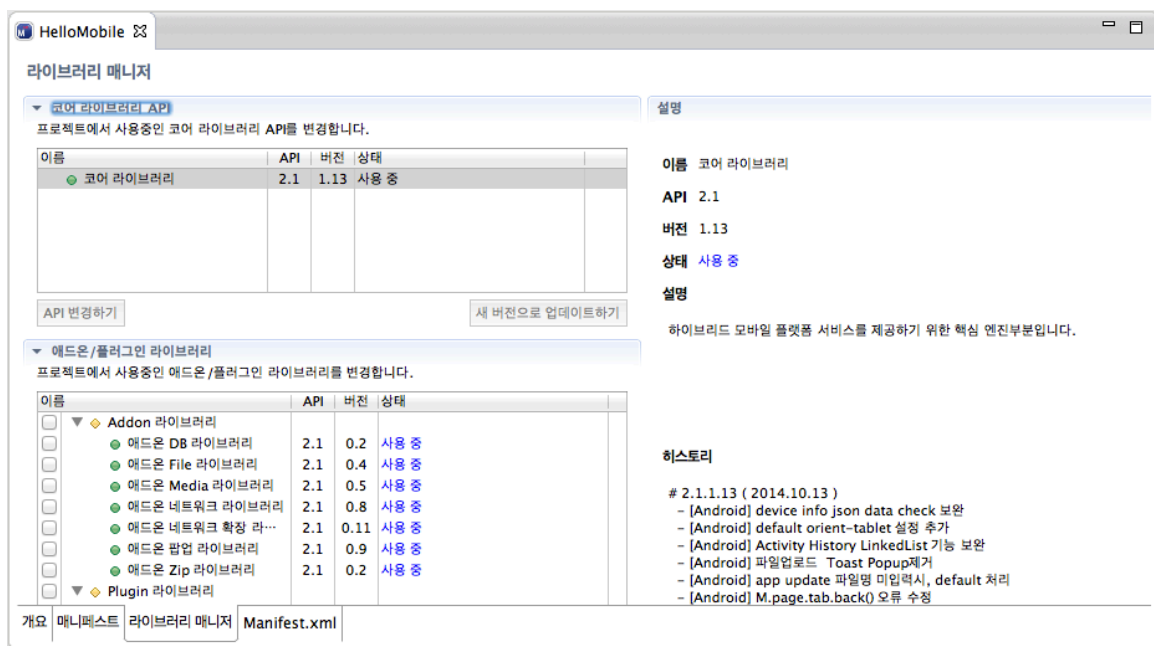 HelloMobile
라이브러리 매니저
코어 라이브러리 API
프로젝트에서 사용중인 코어 라이브러리 API를 변경합니다.
이름 API 버전 상태
코어 라이브러리 2.1 1.13 사용 중
API 변경하기 새 버전으로 업데이트하기
애드온/플러그인 라이브러리
프로젝트에서 사용중인 애드온/플러그인 라이브러리를 변경합니다.
이름 API 버전 상태
Addon 라이브러리
애드온 DB 라이브러리 2.1 0.2 사용 중
애드온 File 라이브러리 2.1 0.4 사용 중
애드온 Media 라이브러리 2.1 0.5 사용 중
애드온 네트워크 라이브러리 2.1 0.8 사용 중
애드온 네트워크 확장 라… 2.1 0.11 사용 중
애드온 팝업 라이브러리 2.1 0.9 사용 중
애드온 Zip 라이브러리 2.1 0.2 사용 중
Plugin 라이브러리
설명
이름 코어 라이브러리
API 2.1
버전 1.13
상태 사용 중
설명
하이브리드 모바일 플랫폼 서비스를 제공하기 위한 핵심 엔진부분입니다.
히스토리
# 2.1.1.13 ( 2014.10.13 )
- [Android] device info json data check 보완
- [Android] default orient-tablet 설정 추가
- [Android] Activity History LinkedList 기능 보완
- [Android] 파일업로드 Toast Popup제거
- [Android] app update 파일명 미입력시, default 처리
- [Android] M.page.tab.back() 오류 수정
개요 매니페스트 라이브러리 매니저 Manifest.xml